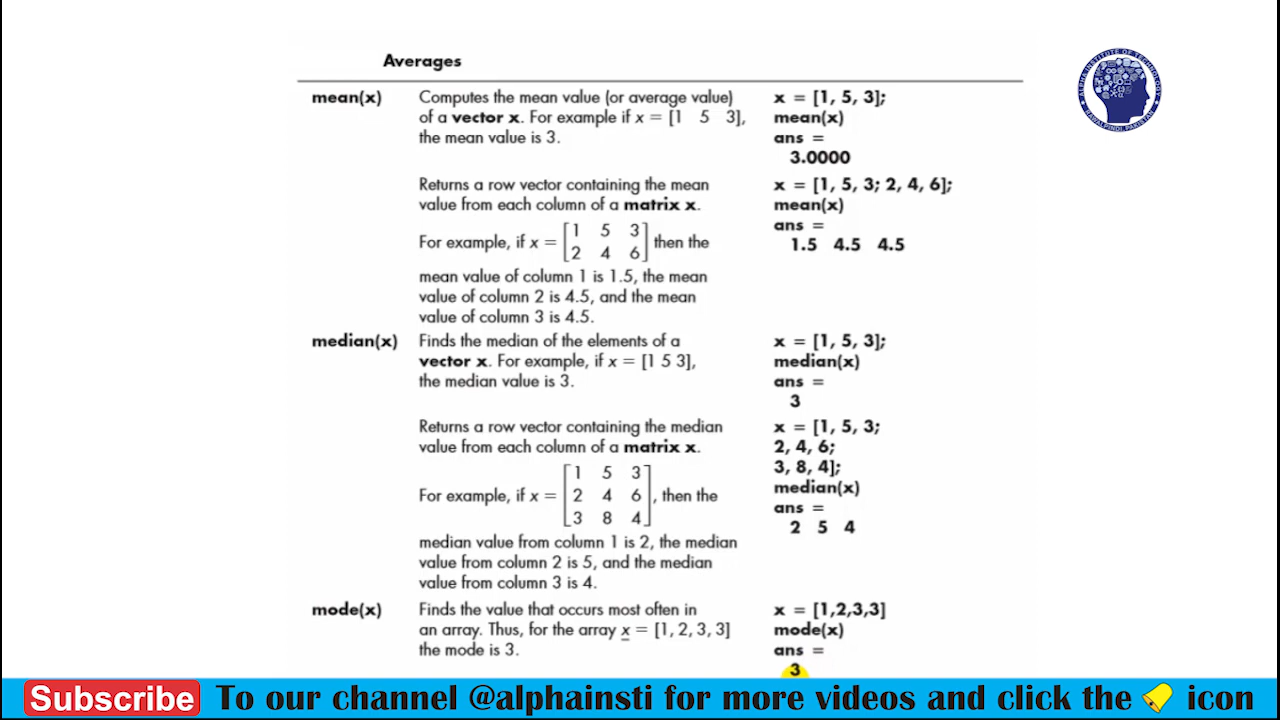 Averages
mean(x) Computes the mean value (or average value) x = [1, 5, 3];
of a vector x. For example if x = [1 5 3], mean(x)
the mean value is 3. ans =
3.0000
Returns a row vector containing the mean x = [1, 5, 3; 2, 4, 6];
value from each column of a matrix x. mean(x)
ans =
1 5 3
For example, if x = then the
2 4 6
1.5 4.5 4.5
mean value of column 1 is 1.5, the mean
value of column 2 is 4.5, and the mean
value of column 3 is 4.5.
median(x) Finds the median of the elements of a x = [1, 5, 3];
vector x. For example, if x = [1 5 3], median(x)
the median value is 3. ans =
3
Returns a row vector containing the median x = [1, 5, 3;
value from each column of a matrix x. 2, 4, 6;
1 5 3 3, 8, 4];
For example, if x = 2 4 6 , then the median(x)
3 8 4 ans =
2 5 4
median value from column 1 is 2, the median
value from column 2 is 5, and the median
value from column 3 is 4.
mode(x) Finds the value that occurs most often in x = [1,2,3,3]
an array. Thus, for the array x = [1, 2, 3, 3] mode(x)
the mode is 3. ans =
3
ALPHA INSTITUTE OF TECHNOLOGY
RAWALPINDI, PAKISTAN
Subscribe To our channel @alphainsti for more videos and click the icon